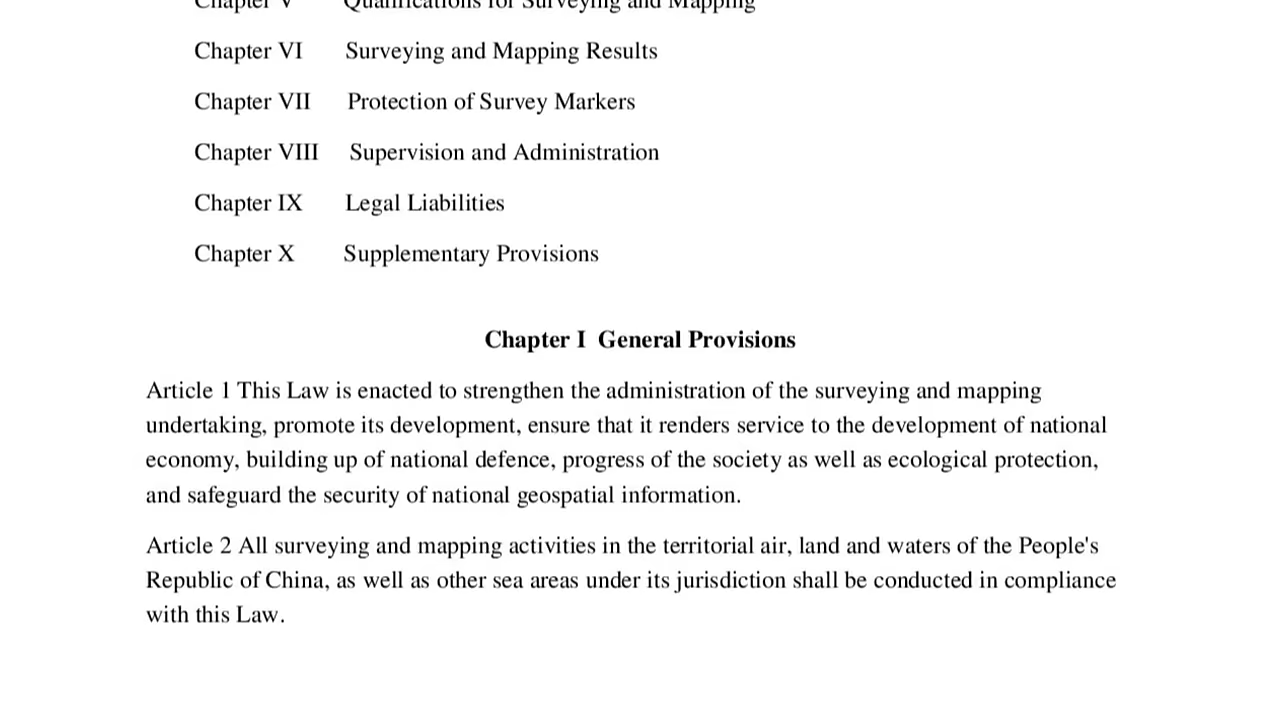 Chapter V Qualifications for Surveying and Mapping
Chapter VI Surveying and Mapping Results
Chapter VII Protection of Survey Markers
Chapter VIII Supervision and Administration
Chapter IX Legal Liabilities
Chapter X Supplementary Provisions
Chapter I General Provisions
Article 1 This Law is enacted to strengthen the administration of the surveying and mapping
undertaking, promote its development, ensure that it renders service to the development of national
economy, building up of national defence, progress of the society as well as ecological protection,
and safeguard the security of national geospatial information.
Article 2 All surveying and mapping activities in the territorial air, land and waters of the People's
Republic of China, as well as other sea areas under its jurisdiction shall be conducted in compliance
with this Law.